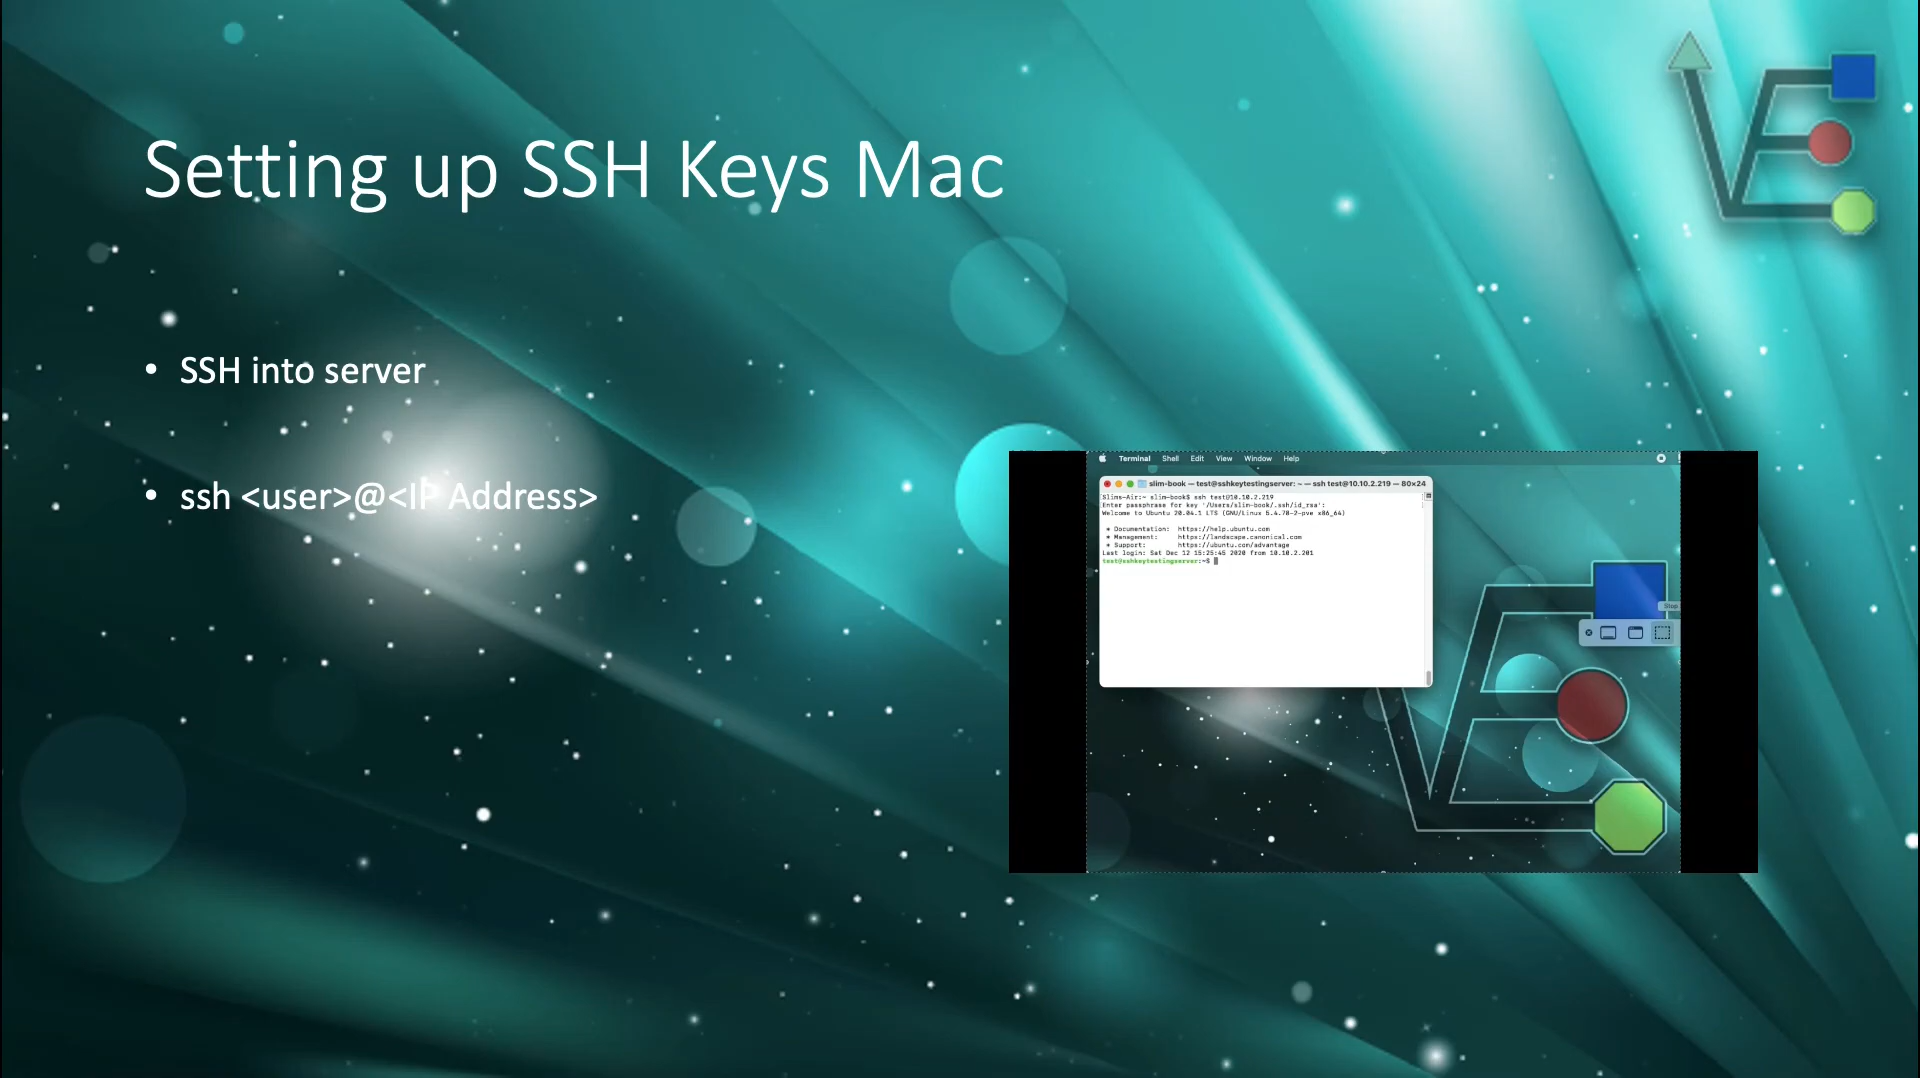 Setting up SSH Keys Mac
• SSH into server
• ssh <user>@<IP Address>
Terminal Shell Edit View Window Help
slim-book — test@sshkeytestingserver: ~ — ssh test@10.10.2.219 — 80×24
Slims-Air:~ slim-book$ ssh test@10.10.2.219
Enter passphrase for key '/Users/slim-book/.ssh/id_rsa':
Welcome to Ubuntu 20.04.1 LTS (GNU/Linux 5.4.78-2-pve x86_64)
* Documentation: https://help.ubuntu.com
* Management: https://landscape.canonical.com
* Support: https://ubuntu.com/advantage
Last login: Sat Dec 12 15:25:45 2020 from 10.10.2.201
test@sshkeytestingserver:~$
Stop